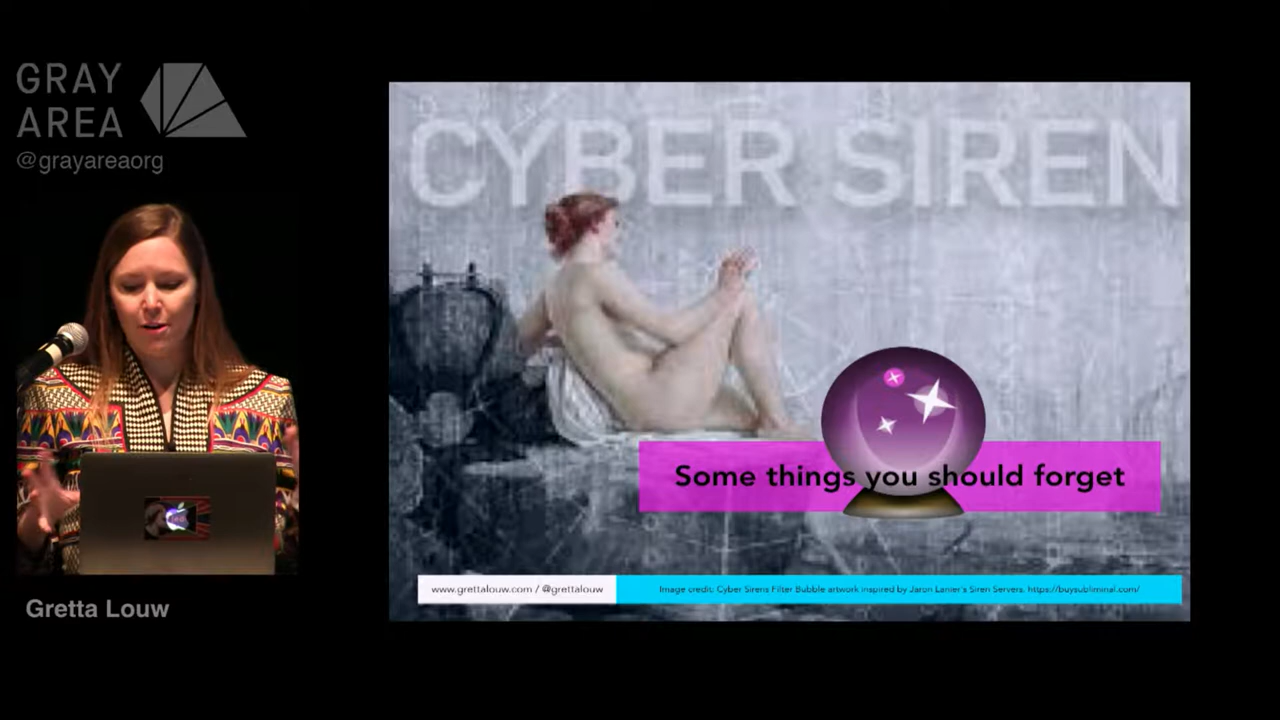 GRAY
AREA
@grayareaorg
Gretta Louw
CYBER SIREN
Some things you should forget
www.grettalouw.com / @grettalouw
Image credit: Cyber Sirens Filter Bubble artwork inspired by Jaron Lanier's Siren Servers. https://buysubliminal.com/